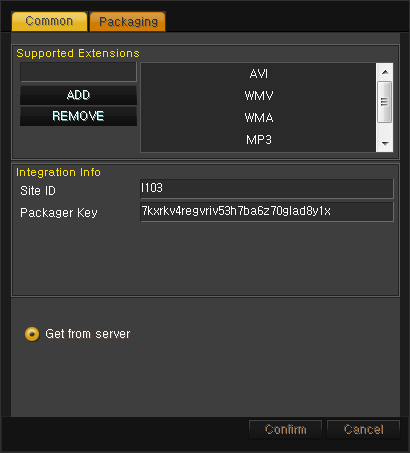 Common Packaging
Supported Extensions
AVI
ADD
WMV
REMOVE
WMA
MP3
Integration Info
Site ID I103
Packager Key 7kxrkv4regvriv53h7ba6z70glad8y1x
Get from server
Confirm Cancel